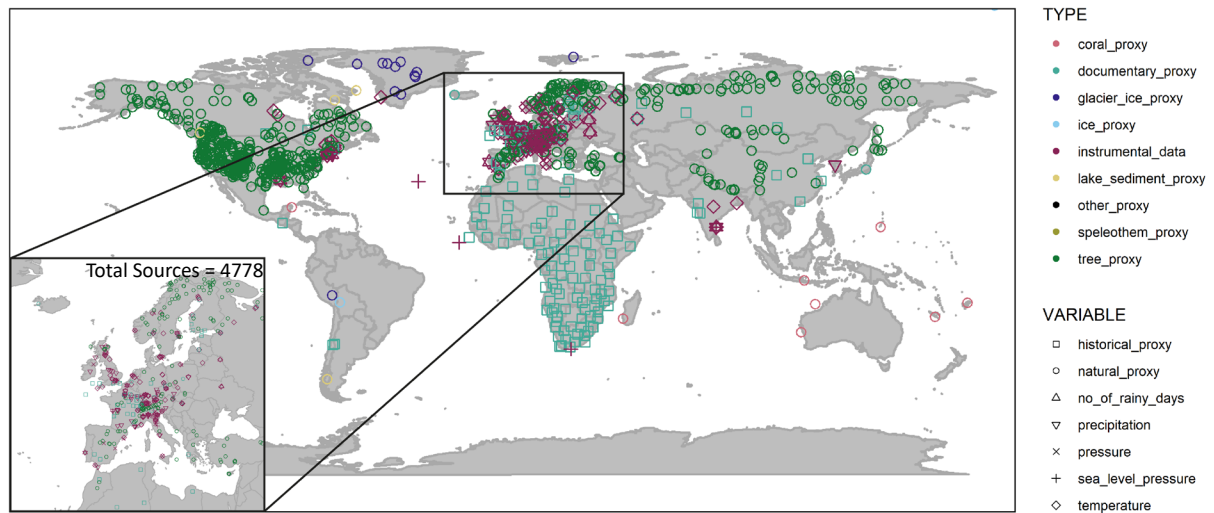 TYPE
coral_proxy
documentary_proxy
glacier_ice_proxy
ice_proxy
instrumental_data
lake_sediment_proxy
other_proxy
speleothem_proxy
tree_proxy
Total Sources = 4778
VARIABLE
historical_proxy
natural_proxy
no_of_rainy_days
precipitation
pressure
sea_level_pressure
temperature